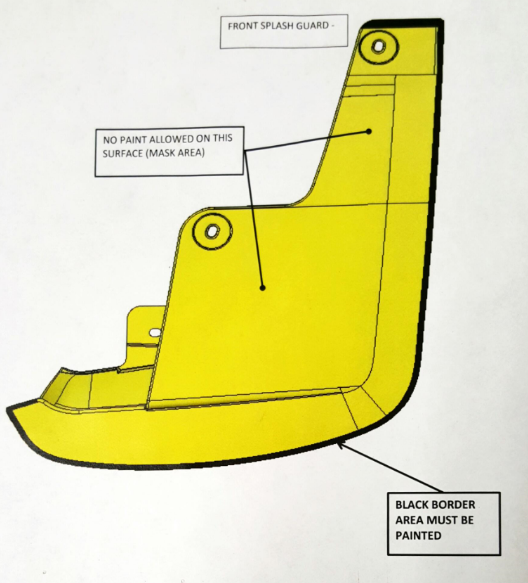 FRONT SPLASH GUARD -
NO PAINT ALLOWED ON THIS
SURFACE (MASK AREA)
BLACK BORDER
AREA MUST BE
PAINTED